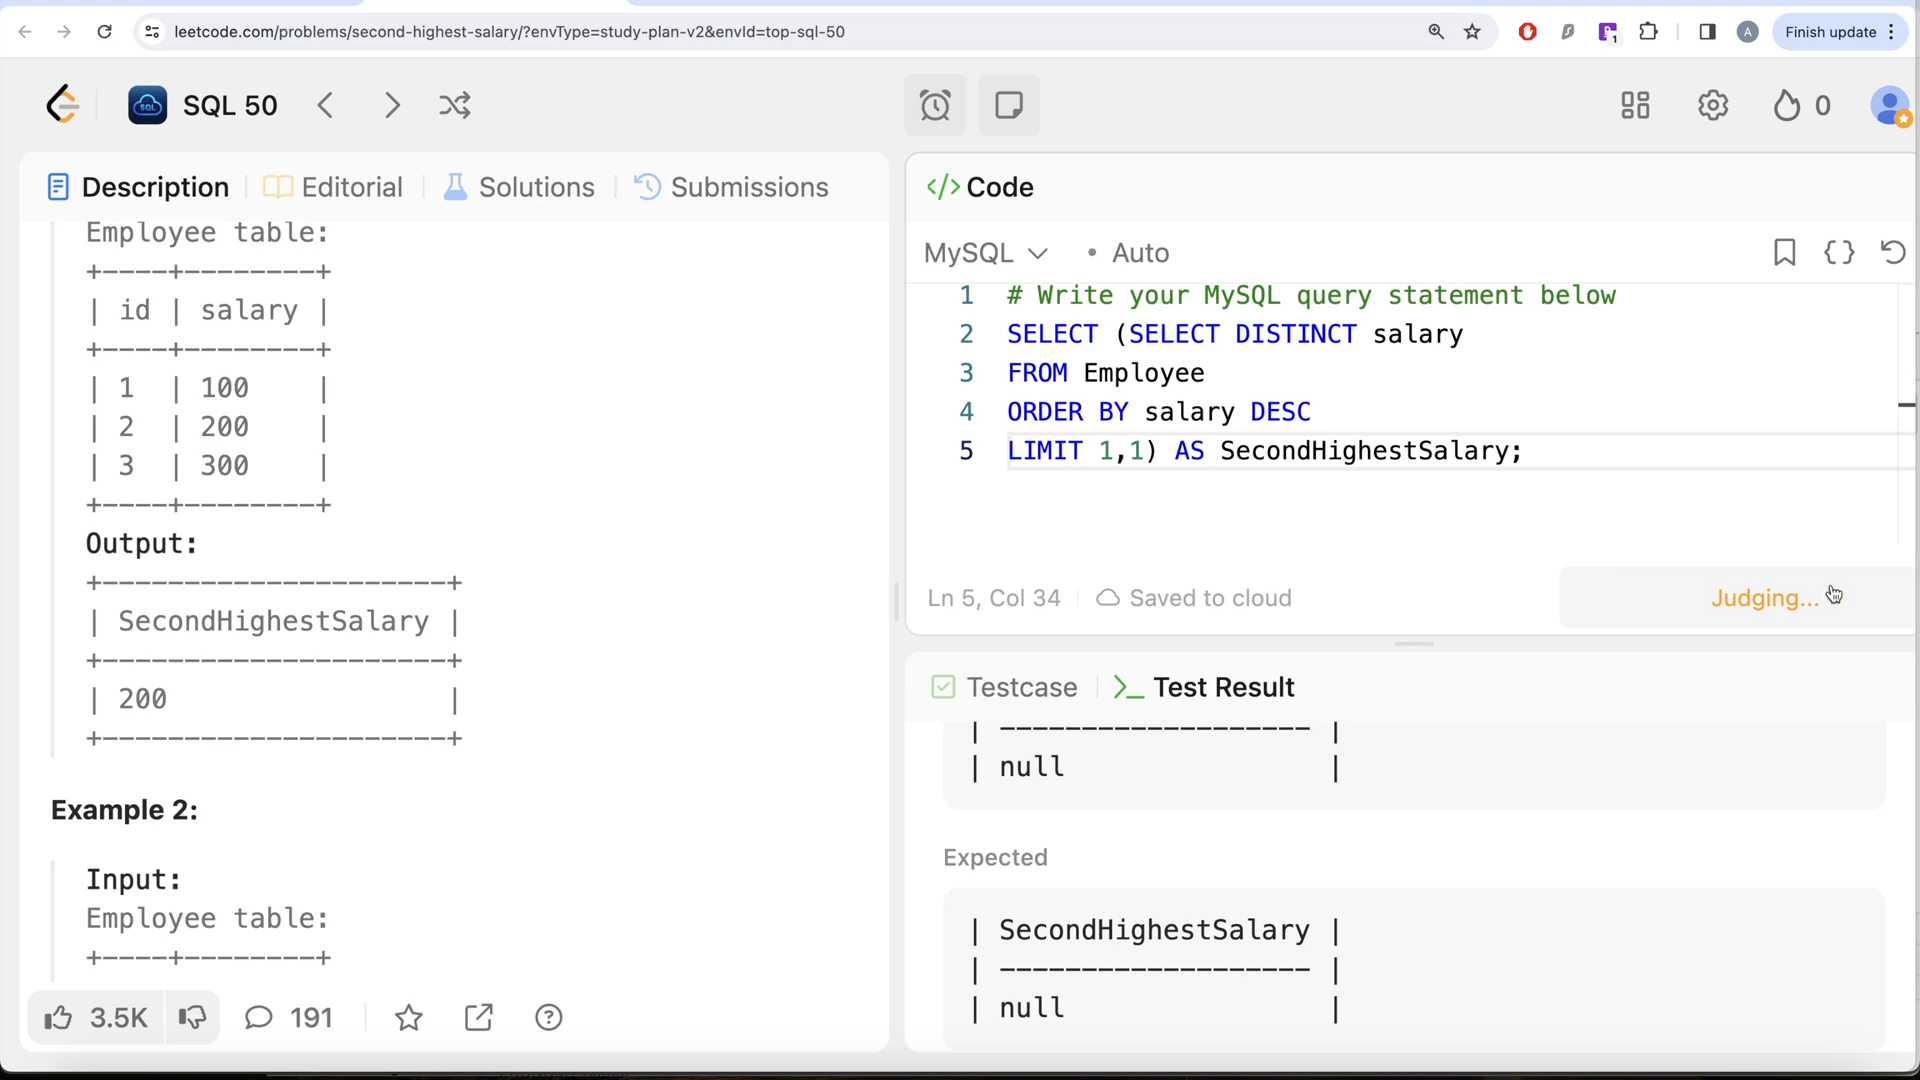 leetcode.com/problems/second-highest-salary/?envType=study-plan-v2&envId=top-sql-50
1
A
Finish update
SQL
SQL 50
0
Description
Editorial
Solutions
Submissions
Employee table:
+----+--------+
| id | salary |
+----+--------+
| 1  | 100    |
| 2  | 200    |
| 3  | 300    |
+----+--------+
Output:
+---------------------+
| SecondHighestSalary |
+---------------------+
| 200                 |
+---------------------+
Example 2:
Input:
Employee table:
+----+--------+
3.5K
191
</> Code
MySQL
• Auto
1 # Write your MySQL query statement below
2 SELECT (SELECT DISTINCT salary
3 FROM Employee
4 ORDER BY salary DESC
5 LIMIT 1,1) AS SecondHighestSalary;
Ln 5, Col 34
Saved to cloud
Judging...
Testcase
Test Result
| ------------------- |
| null                |
Expected
| SecondHighestSalary |
| ------------------- |
| null                |